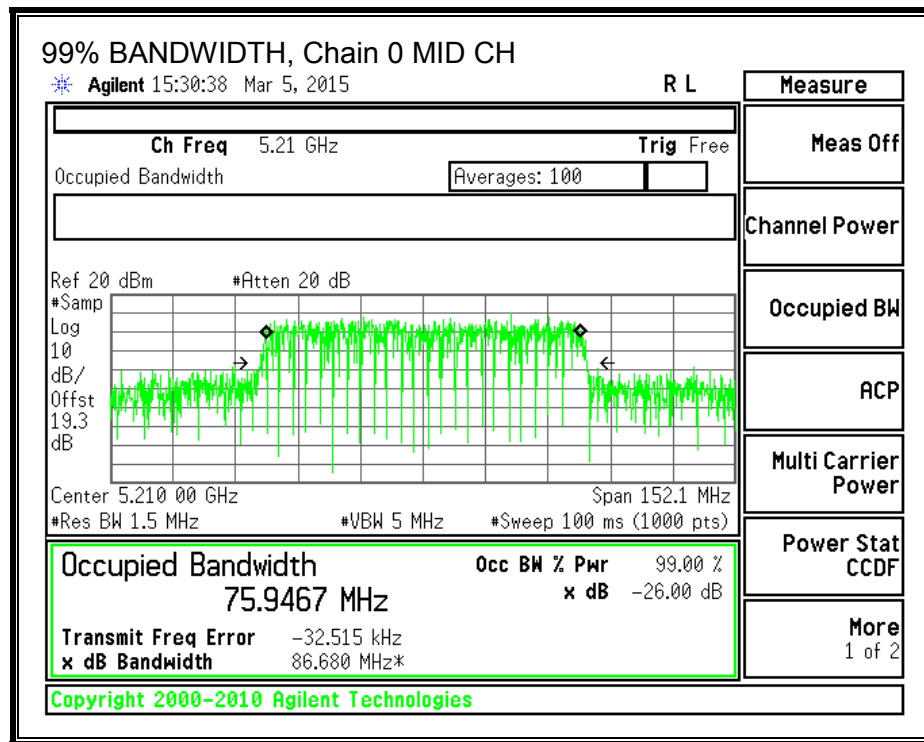 99% BANDWIDTH, Chain 0 MID CH
Agilent 15:30:38 Mar 5, 2015 R L
Measure
Ch Freq 5.21 GHz Trig Free
Meas Off
Occupied Bandwidth Averages: 100
Channel Power
Ref 20 dBm #Atten 20 dB
#Samp
Log
10
dB/
Offst
19.3
dB
Occupied BW
ACP
Multi Carrier
Power
Center 5.210 00 GHz Span 152.1 MHz
#Res BW 1.5 MHz #VBW 5 MHz #Sweep 100 ms (1000 pts)
Power Stat
CCDF
Occupied Bandwidth Occ BW % Pwr 99.00 %
75.9467 MHz x dB -26.00 dB
Transmit Freq Error -32.515 kHz
x dB Bandwidth 86.680 MHz*
More
1 of 2
Copyright 2000-2010 Agilent Technologies